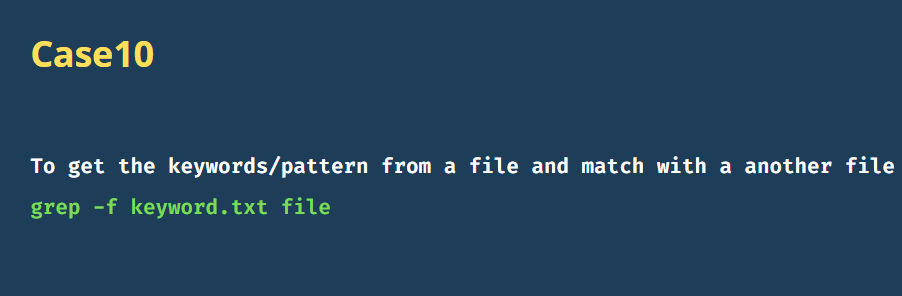 Case10
To get the keywords/pattern from a file and match with a another file
grep -f keyword.txt file